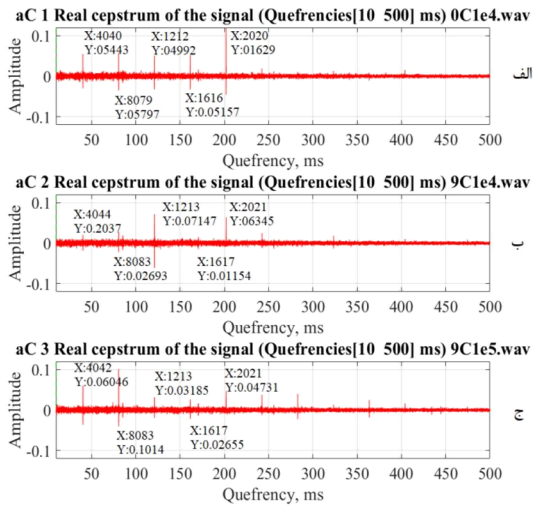 aC 1 Real cepstrum of the signal (Quefrencies[10 500] ms) 0C1e4.wav
Amplitude
0.1
0
-0.1
X:4040
Y:05443
X:1212
Y:04992
X:2020
Y:01629
X:8079
Y:05797
X:1616
Y:0.05157
الف
50 100 150 200 250 300 350 400 450 500
Quefrency, ms
aC 2 Real cepstrum of the signal (Quefrencies[10 500] ms) 9C1e4.wav
Amplitude
0.1
0
-0.1
X:4044
Y:0.2037
X:1213
Y:0.07147
X:2021
Y:06345
X:8083
Y:0.02693
X:1617
Y:0.01154
ب
50 100 150 200 250 300 350 400 450 500
Quefrency, ms
aC 3 Real cepstrum of the signal (Quefrencies[10 500] ms) 9C1e5.wav
Amplitude
0.1
0
-0.1
X:4042
Y:0.06046
X:1213
Y:0.03185
X:2021
Y:0.04731
X:8083
Y:0.1014
X:1617
Y:0.02655
ج
50 100 150 200 250 300 350 400 450 500
Quefrency, ms